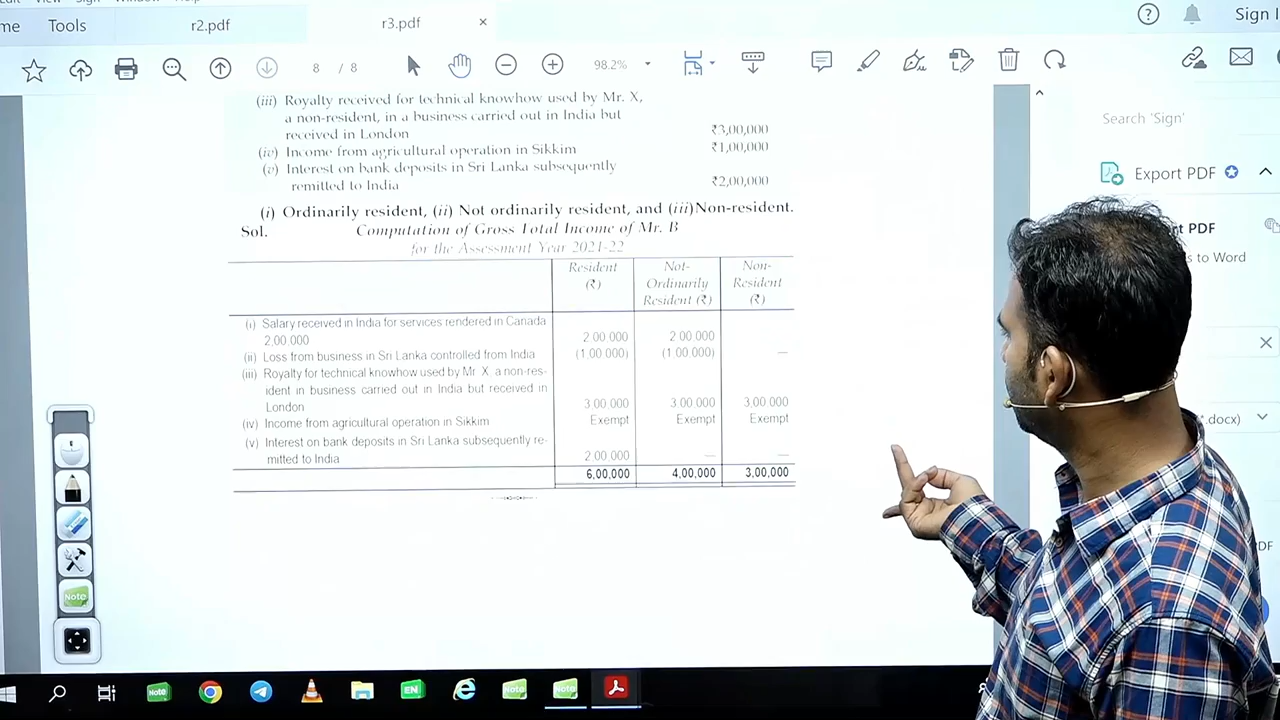 me Tools r2.pdf r3.pdf × Sign I
8 / 8 98.2%
(iii) Royalty received for technical knowhow used by Mr. X,
a non-resident, in a business carried out in India but
received in London ₹3,00,000
(iv) Income from agricultural operation in Sikkim ₹1,00,000
(v) Interest on bank deposits in Sri Lanka subsequently
remitted to India ₹2,00,000
(i) Ordinarily resident, (ii) Not ordinarily resident, and (iii)Non-resident.
Sol. Computation of Gross Total Income of Mr. B
for the Assessment Year 2021-22
Resident Not- Non-
(₹) Ordinarily Resident
Resident (₹) (₹)
(i) Salary received in India for services rendered in Canada
2,00,000 2,00,000 2,00,000
(ii) Loss from business in Sri Lanka controlled from India (1,00,000) (1,00,000) —
(iii) Royalty for technical knowhow used by Mr. X, a non-res-
ident in business carried out in India but received in
London 3,00,000 3,00,000 3,00,000
(iv) Income from agricultural operation in Sikkim Exempt Exempt Exempt
(v) Interest on bank deposits in Sri Lanka subsequently re-
mitted to India 2,00,000 — —
6,00,000 4,00,000 3,00,000
Search 'Sign'
Export PDF
PDF
to Word
.docx)
Note
Note EN Note Note